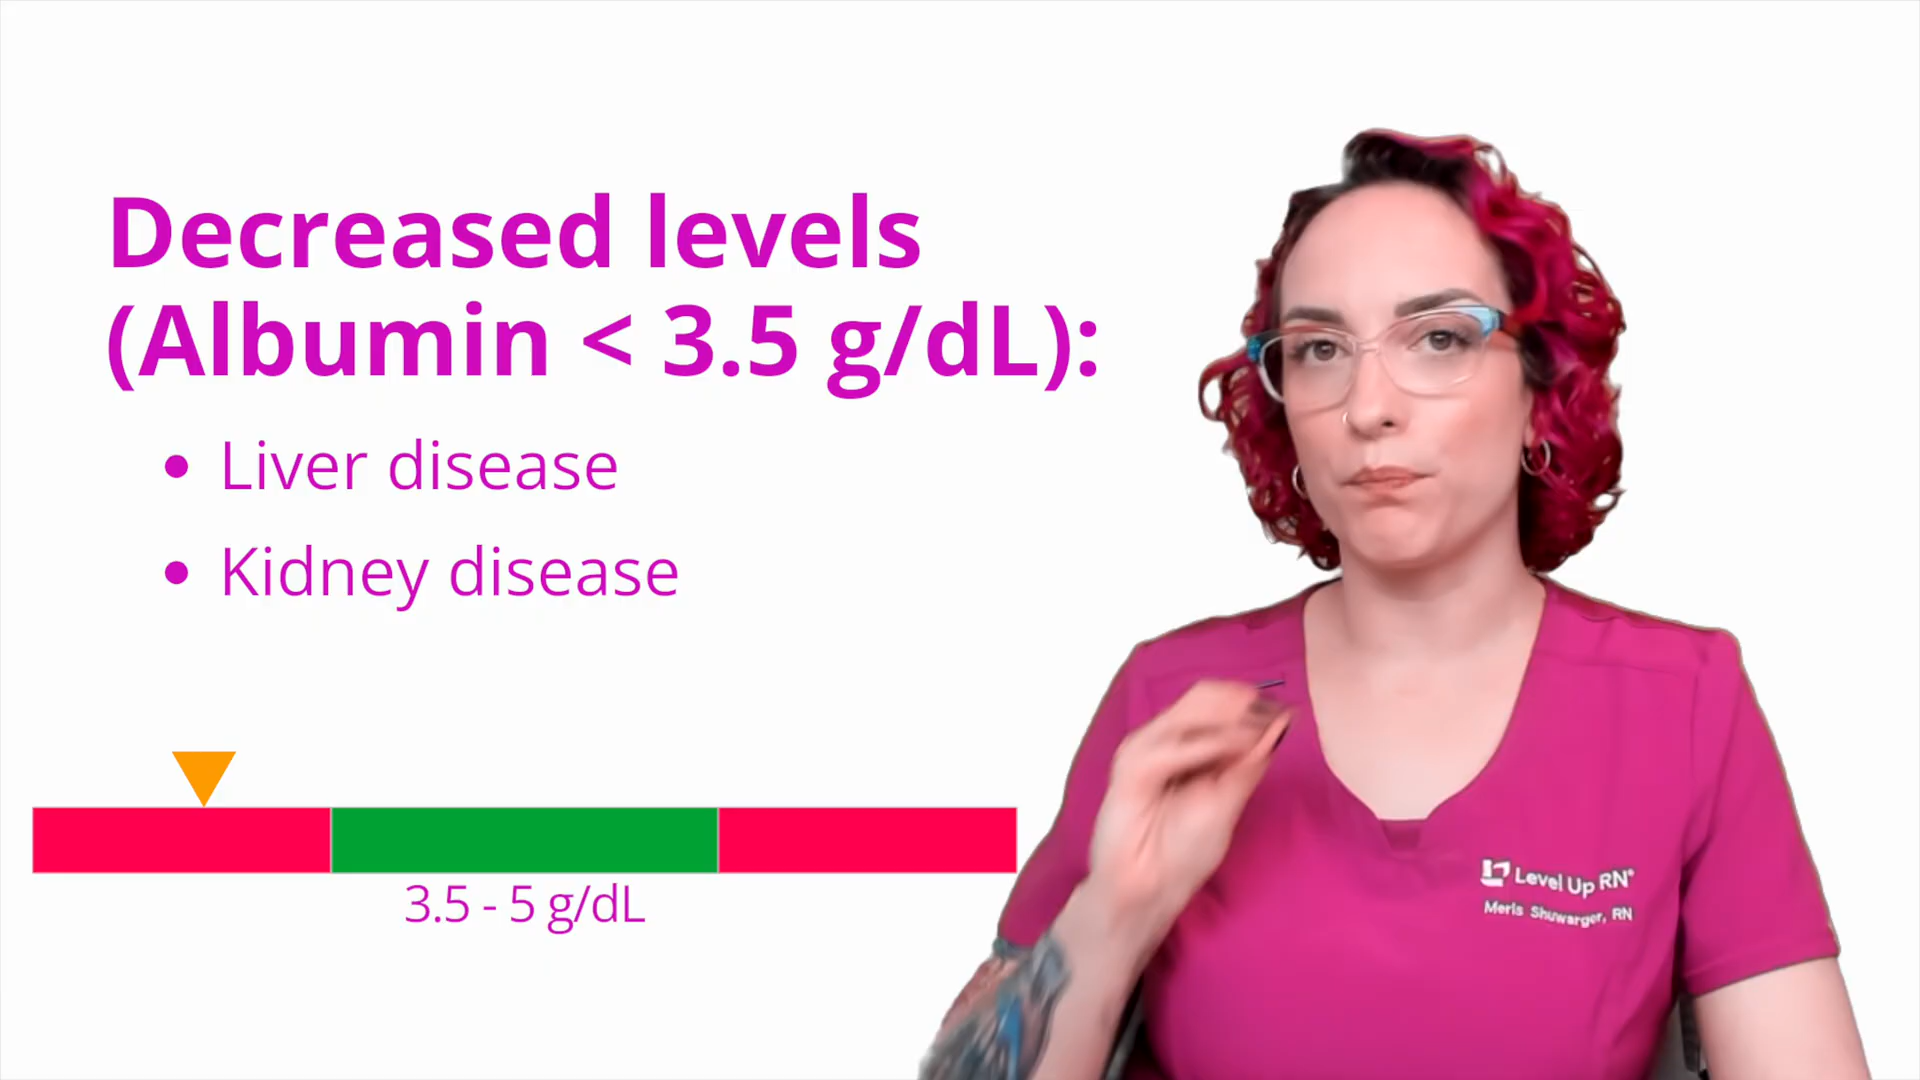 Decreased levels
(Albumin < 3.5 g/dL):
• Liver disease
• Kidney disease
3.5 - 5 g/dL
Level Up RN®
Meris Shuwarger, RN